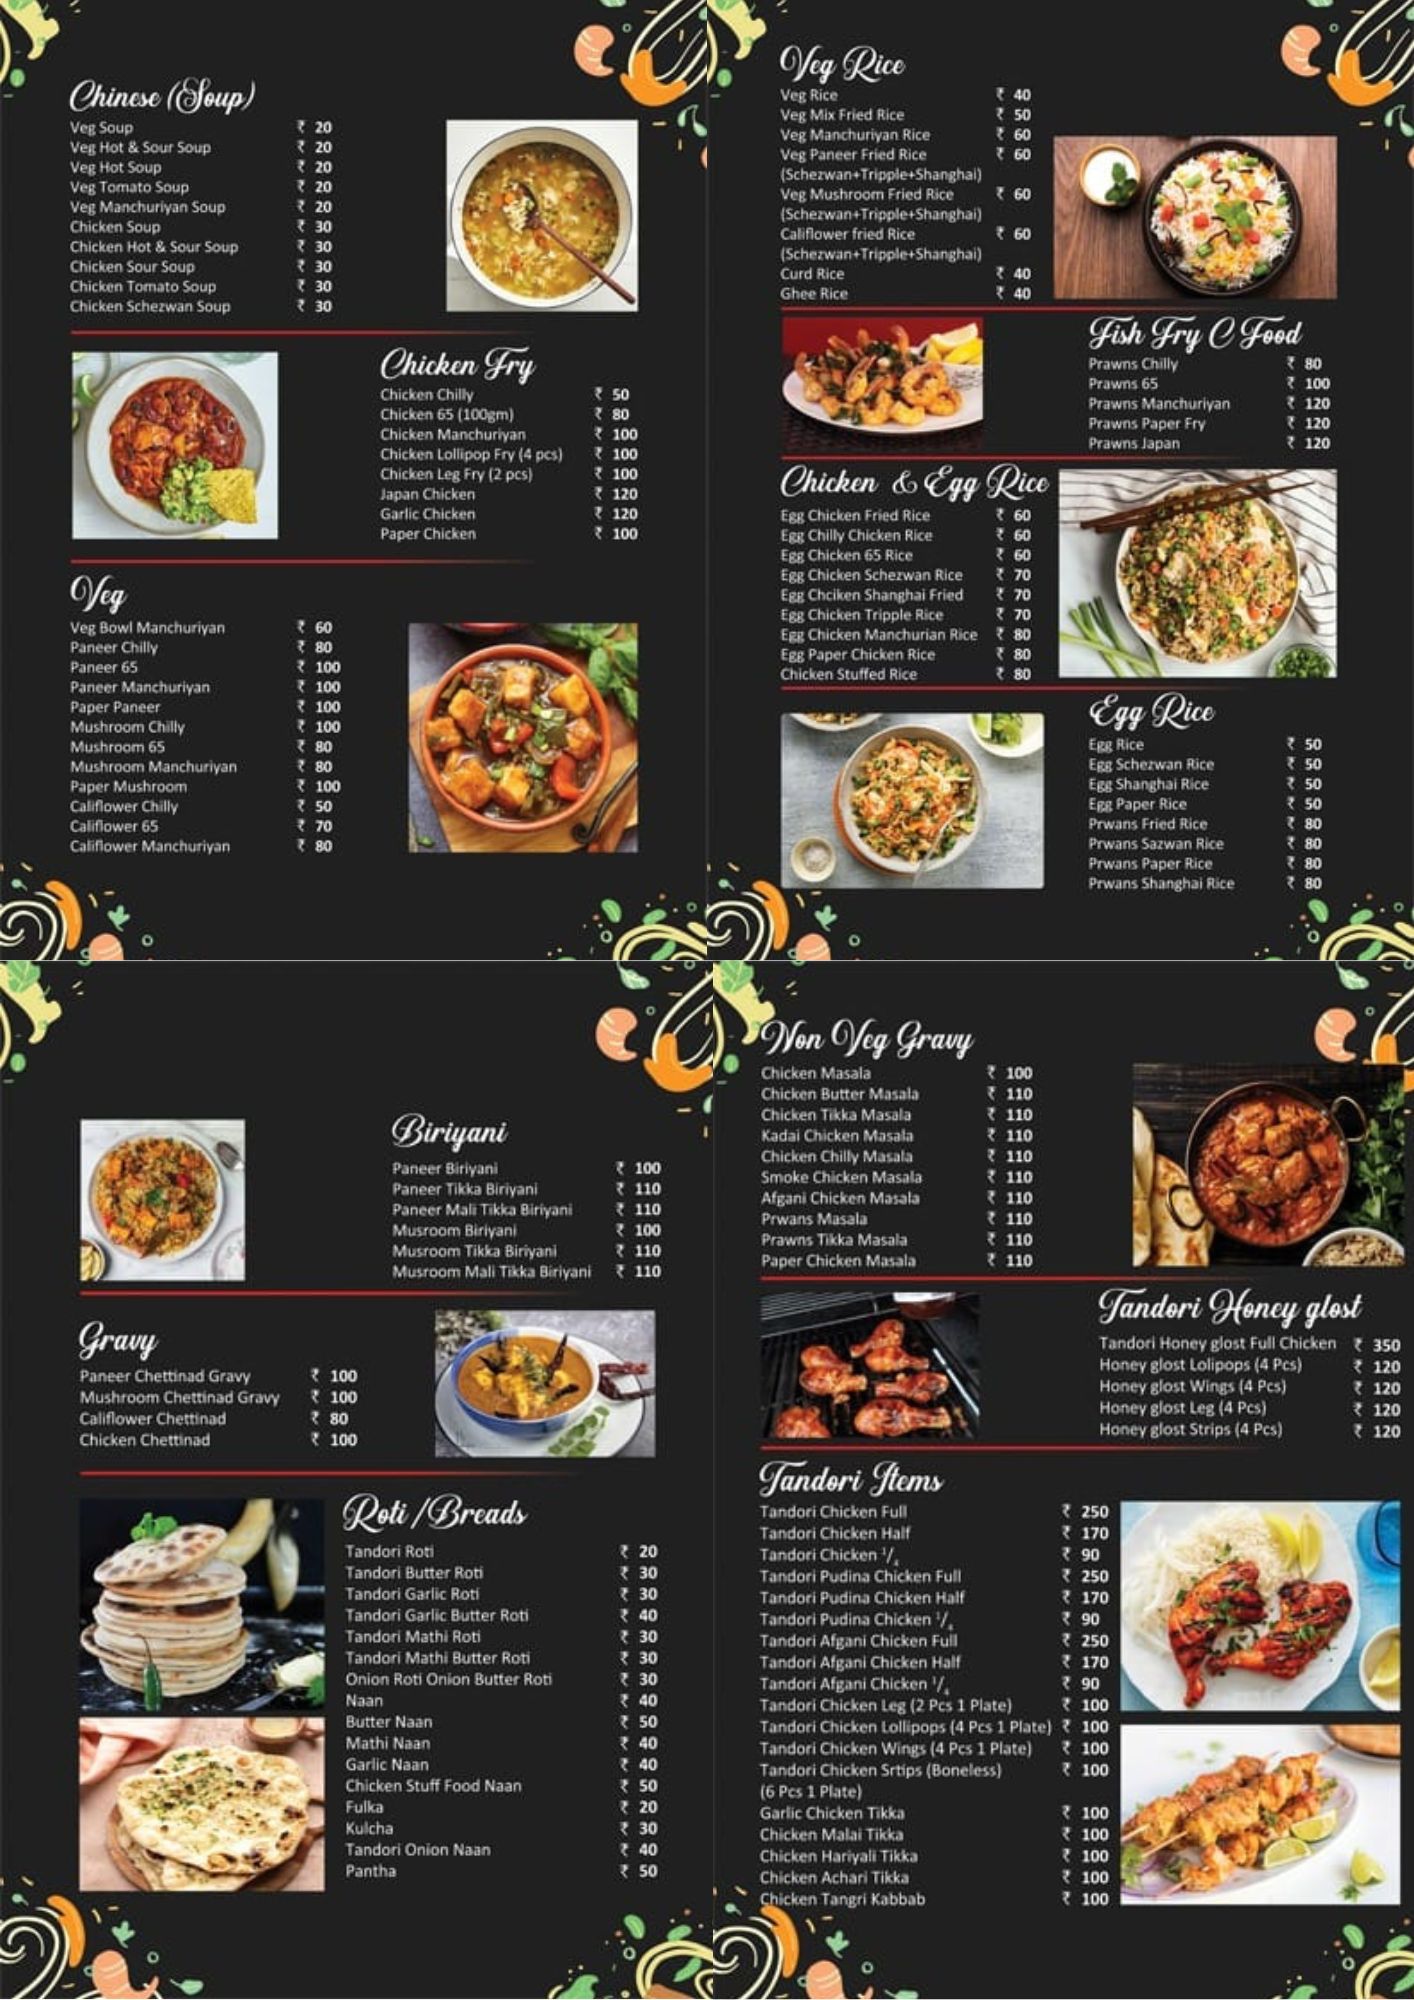 Chinese (Soup)
Veg Soup ₹ 20
Veg Hot & Sour Soup ₹ 20
Veg Hot Soup ₹ 20
Veg Tomato Soup ₹ 20
Veg Manchuriyan Soup ₹ 20
Chicken Soup ₹ 30
Chicken Hot & Sour Soup ₹ 30
Chicken Sour Soup ₹ 30
Chicken Tomato Soup ₹ 30
Chicken Schezwan Soup ₹ 30
Chicken Fry
Chicken Chilly ₹ 50
Chicken 65 (100gm) ₹ 80
Chicken Manchuriyan ₹ 100
Chicken Lollipop Fry (4 pcs) ₹ 100
Chicken Leg Fry (2 pcs) ₹ 100
Japan Chicken ₹ 120
Garlic Chicken ₹ 120
Paper Chicken ₹ 100
Veg
Veg Bowl Manchuriyan ₹ 60
Paneer Chilly ₹ 80
Paneer 65 ₹ 100
Paneer Manchuriyan ₹ 100
Paper Paneer ₹ 100
Mushroom Chilly ₹ 100
Mushroom 65 ₹ 80
Mushroom Manchuriyan ₹ 80
Paper Mushroom ₹ 100
Califlower Chilly ₹ 50
Califlower 65 ₹ 70
Califlower Manchuriyan ₹ 80
Veg Rice
Veg Rice ₹ 40
Veg Mix Fried Rice ₹ 50
Veg Manchuriyan Rice ₹ 60
Veg Paneer Fried Rice ₹ 60
(Schezwan+Tripple+Shanghai)
Veg Mushroom Fried Rice ₹ 60
(Schezwan+Tripple+Shanghai)
Califlower fried Rice ₹ 60
(Schezwan+Tripple+Shanghai)
Curd Rice ₹ 40
Ghee Rice ₹ 40
Fish Fry C Food
Prawns Chilly ₹ 80
Prawns 65 ₹ 100
Prawns Manchuriyan ₹ 120
Prawns Paper Fry ₹ 120
Prawns Japan ₹ 120
Chicken & Egg Rice
Egg Chicken Fried Rice ₹ 60
Egg Chilly Chicken Rice ₹ 60
Egg Chicken 65 Rice ₹ 60
Egg Chicken Schezwan Rice ₹ 70
Egg Chciken Shanghai Fried ₹ 70
Egg Chicken Tripple Rice ₹ 70
Egg Chicken Manchurian Rice ₹ 80
Egg Paper Chicken Rice ₹ 80
Chicken Stuffed Rice ₹ 80
Egg Rice
Egg Rice ₹ 50
Egg Schezwan Rice ₹ 50
Egg Shanghai Rice ₹ 50
Egg Paper Rice ₹ 50
Prwans Fried Rice ₹ 80
Prwans Sazwan Rice ₹ 80
Prwans Paper Rice ₹ 80
Prwans Shanghai Rice ₹ 80
Biriyani
Paneer Biriyani ₹ 100
Paneer Tikka Biriyani ₹ 110
Paneer Mali Tikka Biriyani ₹ 110
Musroom Biriyani ₹ 100
Musroom Tikka Biriyani ₹ 110
Musroom Mali Tikka Biriyani ₹ 110
Gravy
Paneer Chettinad Gravy ₹ 100
Mushroom Chettinad Gravy ₹ 100
Califlower Chettinad ₹ 80
Chicken Chettinad ₹ 100
Roti /Breads
Tandori Roti ₹ 20
Tandori Butter Roti ₹ 30
Tandori Garlic Roti ₹ 30
Tandori Garlic Butter Roti ₹ 40
Tandori Mathi Roti ₹ 30
Tandori Mathi Butter Roti ₹ 30
Onion Roti Onion Butter Roti ₹ 30
Naan ₹ 40
Butter Naan ₹ 50
Mathi Naan ₹ 40
Garlic Naan ₹ 40
Chicken Stuff Food Naan ₹ 50
Fulka ₹ 20
Kulcha ₹ 30
Tandori Onion Naan ₹ 40
Pantha ₹ 50
Non Veg Gravy
Chicken Masala ₹ 100
Chicken Butter Masala ₹ 110
Chicken Tikka Masala ₹ 110
Kadai Chicken Masala ₹ 110
Chicken Chilly Masala ₹ 110
Smoke Chicken Masala ₹ 110
Afgani Chicken Masala ₹ 110
Prwans Masala ₹ 110
Prawns Tikka Masala ₹ 110
Paper Chicken Masala ₹ 110
Tandori Honey glost
Tandori Honey glost Full Chicken ₹ 350
Honey glost Lolipops (4 Pcs) ₹ 120
Honey glost Wings (4 Pcs) ₹ 120
Honey glost Leg (4 Pcs) ₹ 120
Honey glost Strips (4 Pcs) ₹ 120
Tandori Items
Tandori Chicken Full ₹ 250
Tandori Chicken Half ₹ 170
Tandori Chicken 1/4 ₹ 90
Tandori Pudina Chicken Full ₹ 250
Tandori Pudina Chicken Half ₹ 170
Tandori Pudina Chicken 1/4 ₹ 90
Tandori Afgani Chicken Full ₹ 250
Tandori Afgani Chicken Half ₹ 170
Tandori Afgani Chicken 1/4 ₹ 90
Tandori Chicken Leg (2 Pcs 1 Plate) ₹ 100
Tandori Chicken Lollipops (4 Pcs 1 Plate) ₹ 100
Tandori Chicken Wings (4 Pcs 1 Plate) ₹ 100
Tandori Chicken Srtips (Boneless) ₹ 100
(6 Pcs 1 Plate)
Garlic Chicken Tikka ₹ 100
Chicken Malai Tikka ₹ 100
Chicken Hariyali Tikka ₹ 100
Chicken Achari Tikka ₹ 100
Chicken Tangri Kabbab ₹ 100